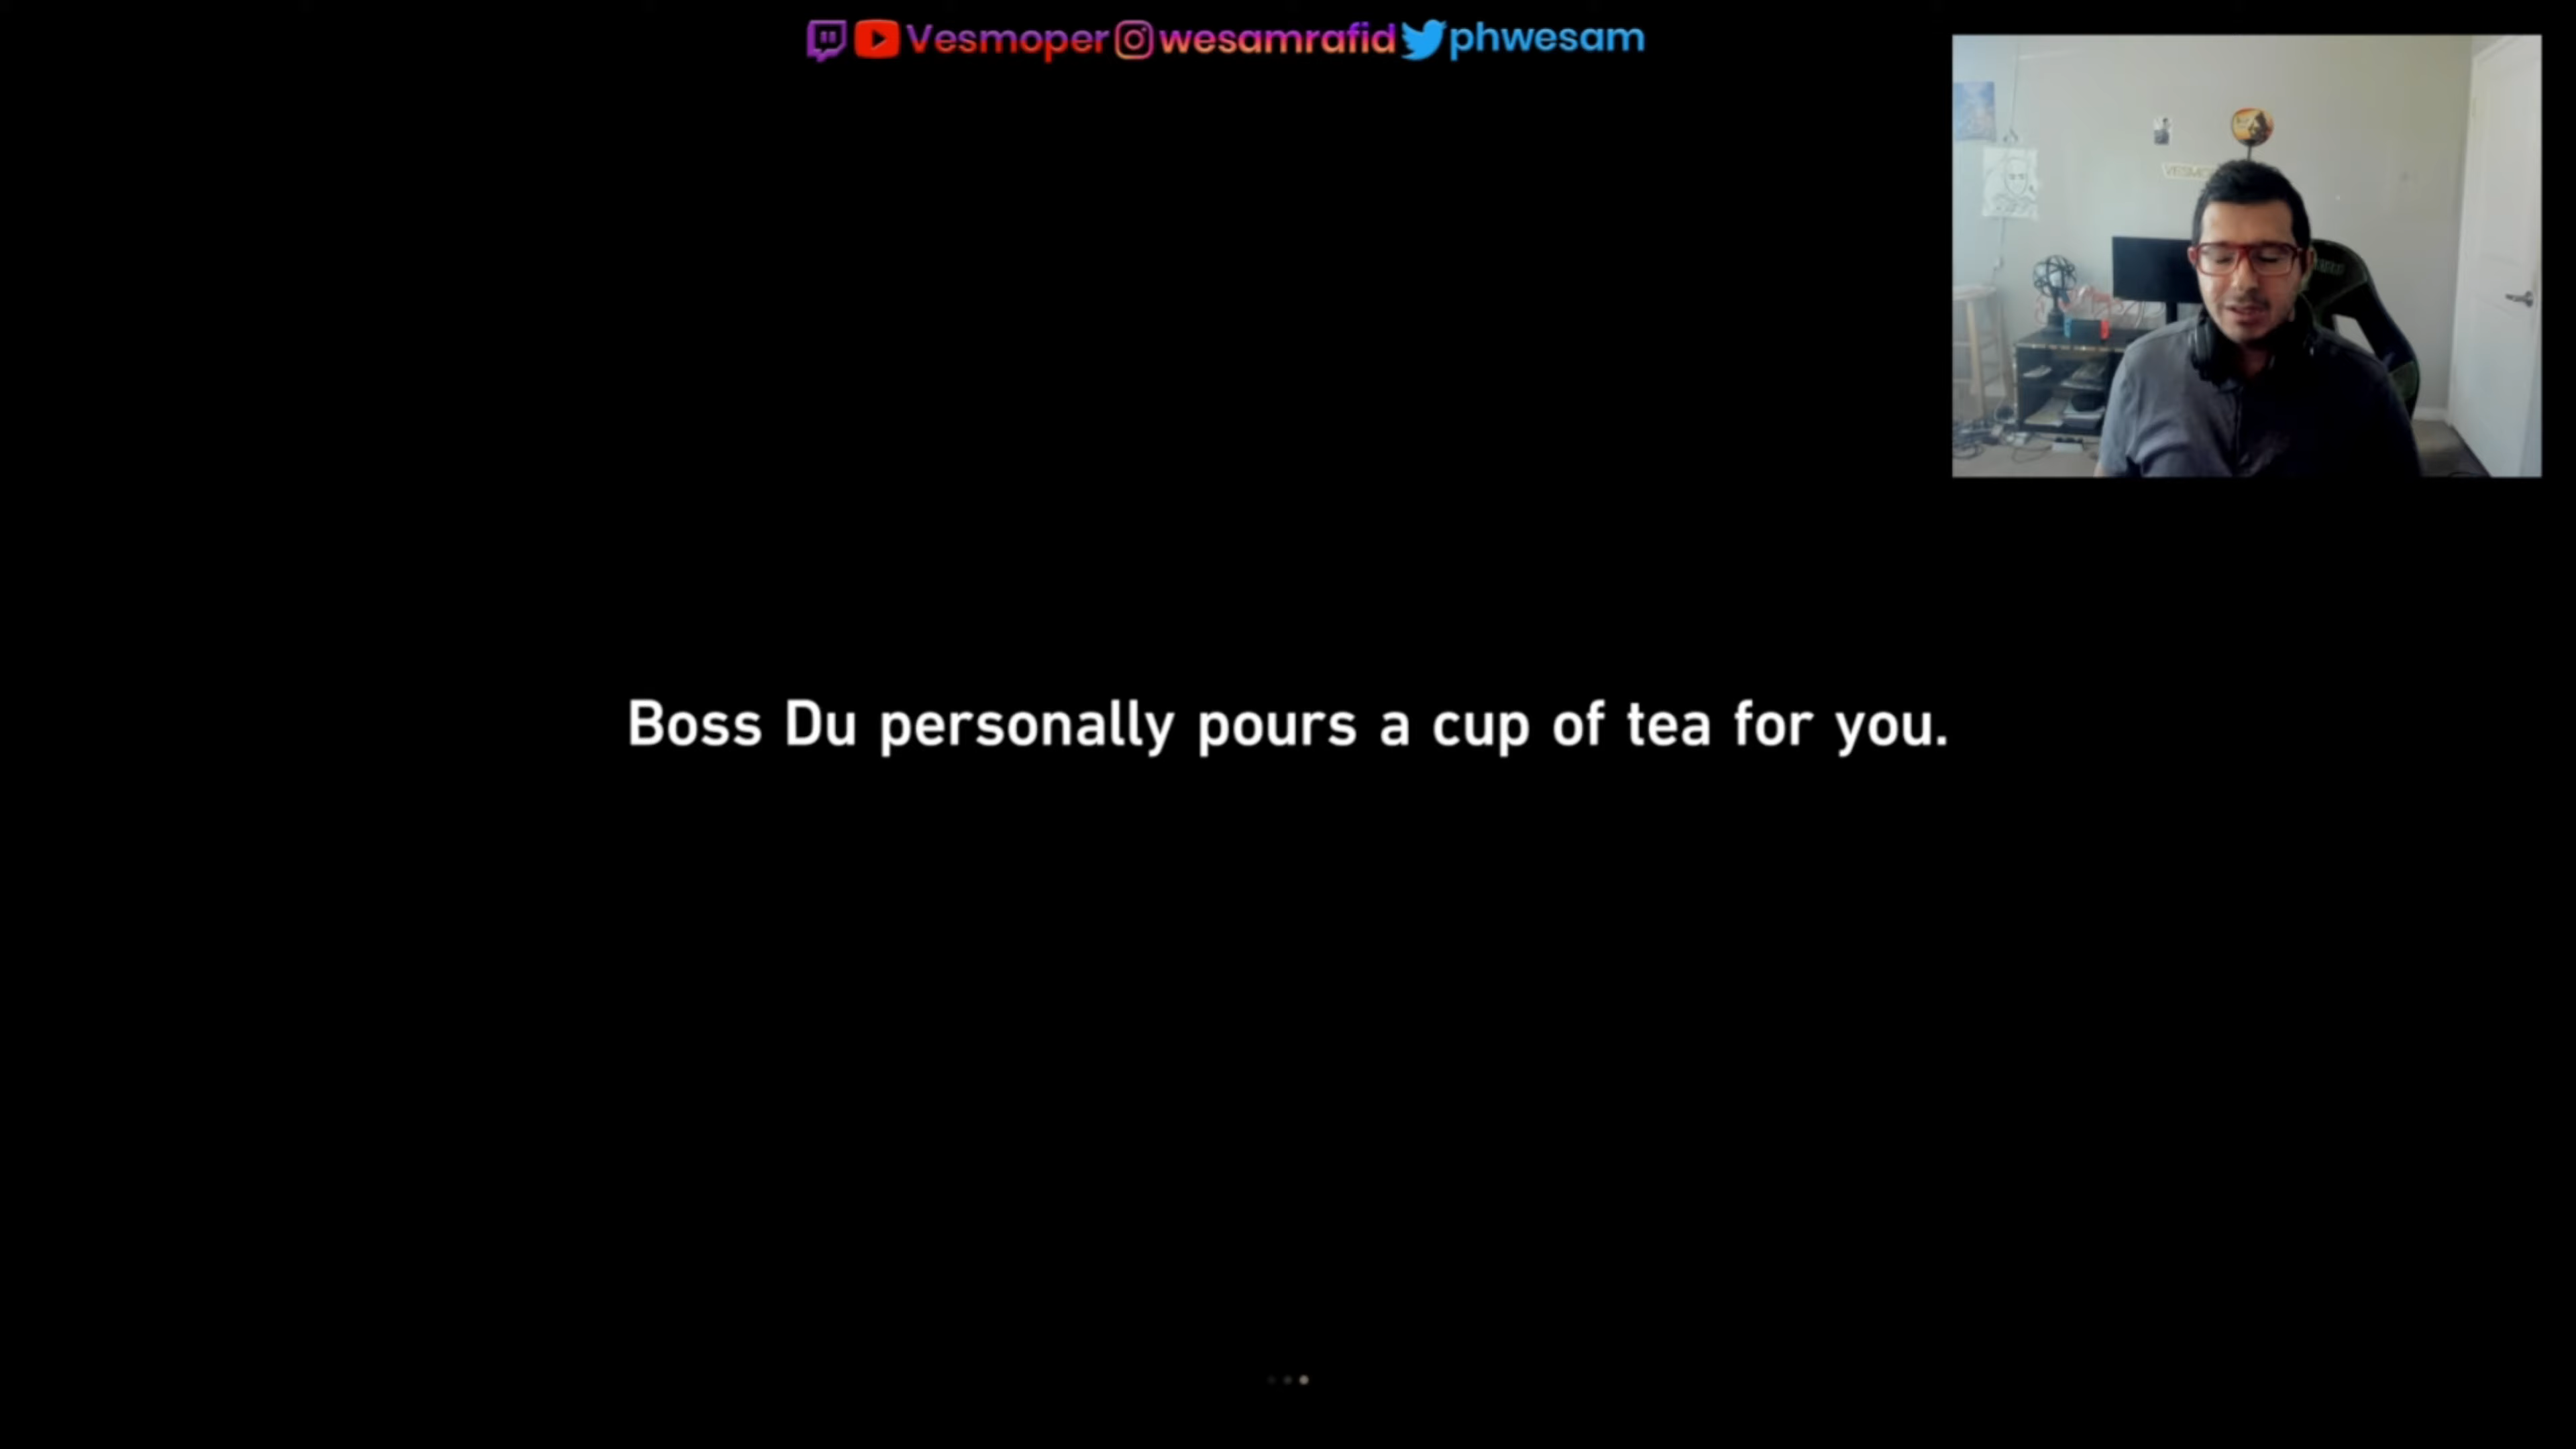 Vesmoper wesamrafid phwesam
Boss Du personally pours a cup of tea for you.